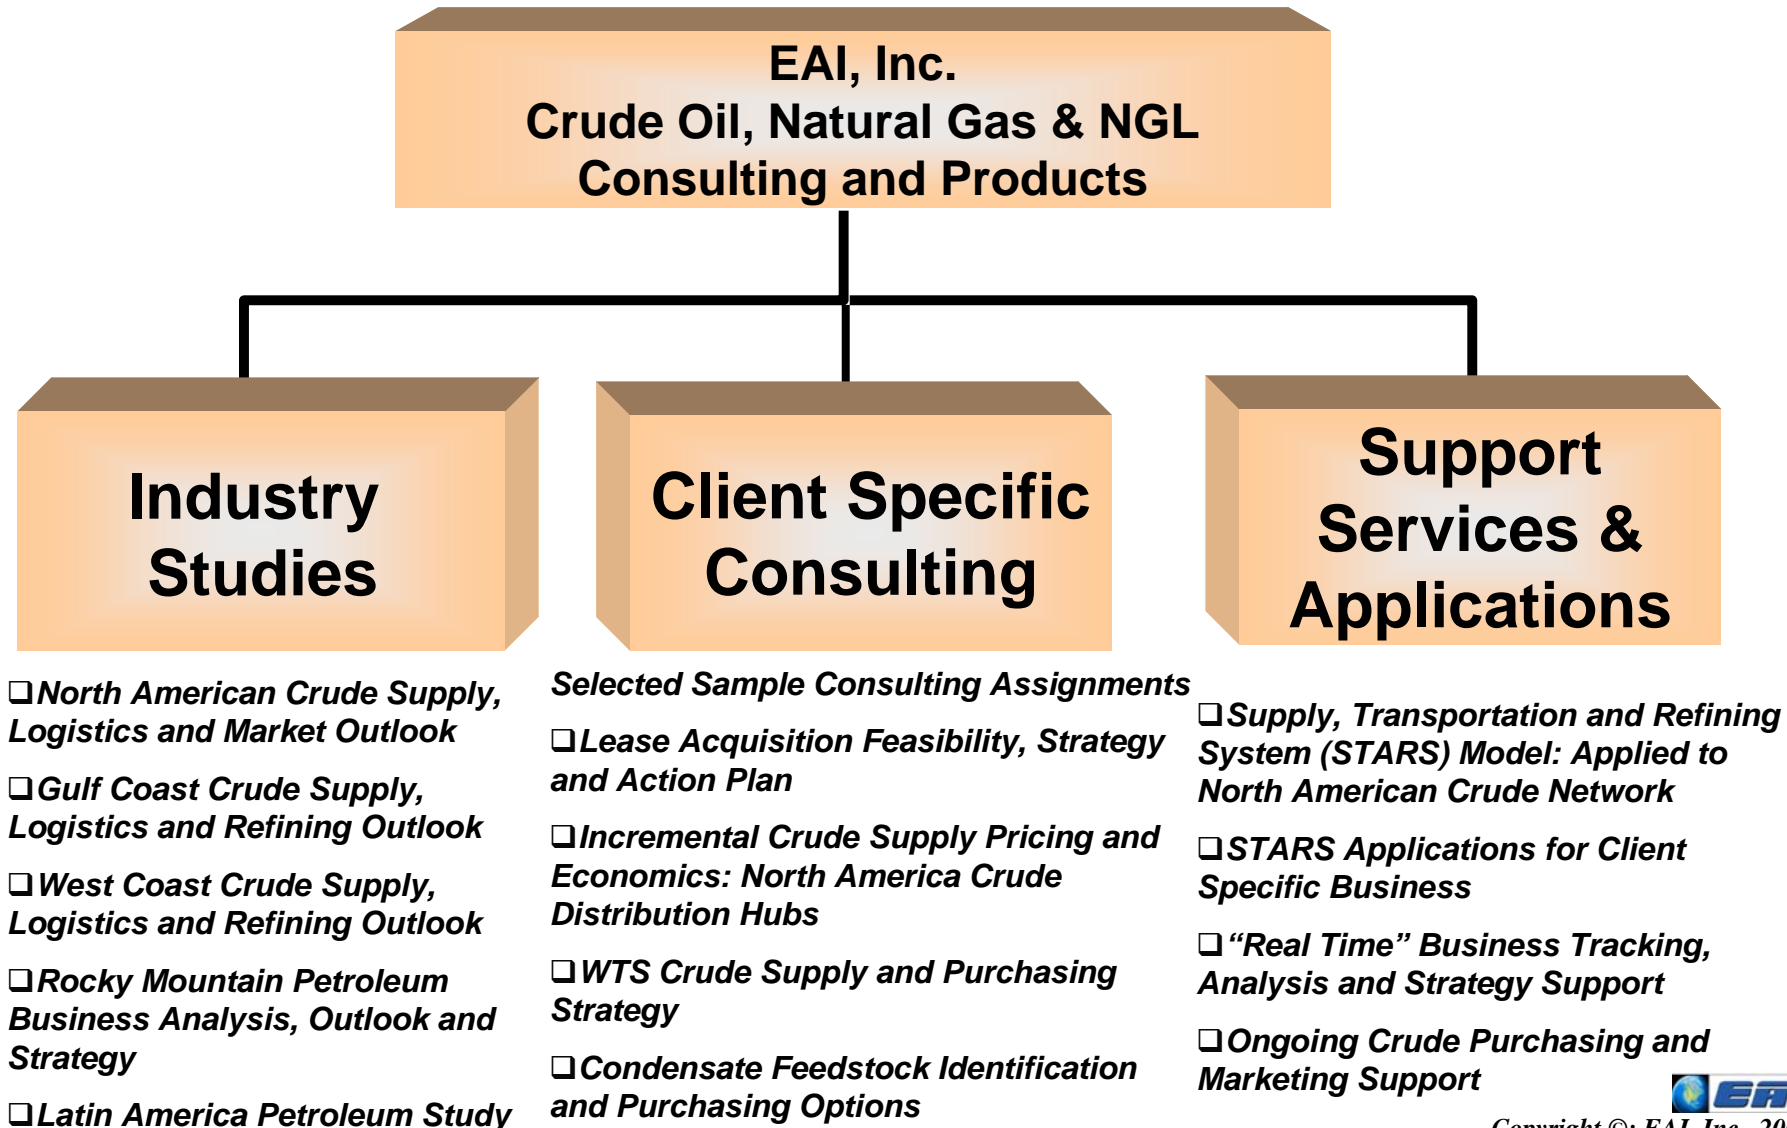 EAI, Inc.
Crude Oil, Natural Gas & NGL
Consulting and Products
Industry
Studies
Client Specific
Consulting
Support
Services &
Applications
❑North American Crude Supply,
Logistics and Market Outlook
❑Gulf Coast Crude Supply,
Logistics and Refining Outlook
❑West Coast Crude Supply,
Logistics and Refining Outlook
❑Rocky Mountain Petroleum
Business Analysis, Outlook and
Strategy
❑Latin America Petroleum Study
Selected Sample Consulting Assignments
❑Lease Acquisition Feasibility, Strategy
and Action Plan
❑Incremental Crude Supply Pricing and
Economics: North America Crude
Distribution Hubs
❑WTS Crude Supply and Purchasing
Strategy
❑Condensate Feedstock Identification
and Purchasing Options
❑Supply, Transportation and Refining
System (STARS) Model: Applied to
North American Crude Network
❑STARS Applications for Client
Specific Business
❑“Real Time” Business Tracking,
Analysis and Strategy Support
❑Ongoing Crude Purchasing and
Marketing Support
EA
Copyright ©: EAI, Inc., 20